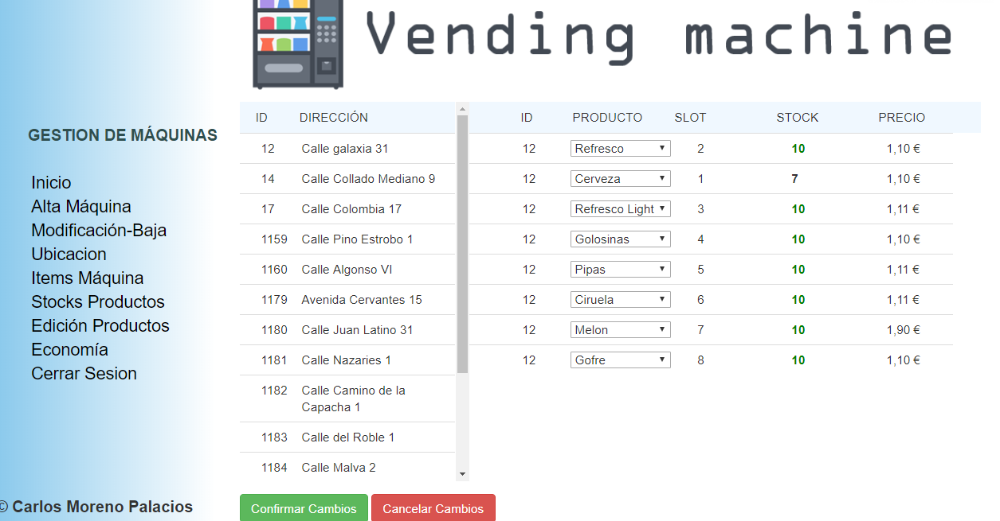 Vending machine
GESTION DE MÁQUINAS
Inicio
Alta Máquina
Modificación-Baja
Ubicacion
Items Máquina
Stocks Productos
Edición Productos
Economía
Cerrar Sesion
© Carlos Moreno Palacios
ID DIRECCIÓN
12 Calle galaxia 31
14 Calle Collado Mediano 9
17 Calle Colombia 17
1159 Calle Pino Estrobo 1
1160 Calle Algonso VI
1179 Avenida Cervantes 15
1180 Calle Juan Latino 31
1181 Calle Nazaries 1
1182 Calle Camino de la
Capacha 1
1183 Calle del Roble 1
1184 Calle Malva 2
ID PRODUCTO SLOT STOCK PRECIO
12 Refresco 2 10 1,10 €
12 Cerveza 1 7 1,10 €
12 Refresco Light 3 10 1,11 €
12 Golosinas 4 10 1,10 €
12 Pipas 5 10 1,11 €
12 Ciruela 6 10 1,11 €
12 Melon 7 10 1,90 €
12 Gofre 8 10 1,10 €
Confirmar Cambios Cancelar Cambios